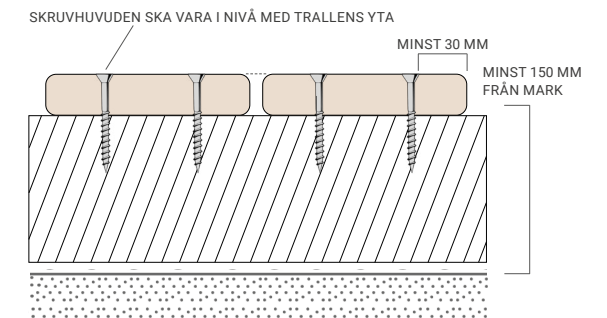 SKRUVHUVUDEN SKA VARA I NIVÅ MED TRALLENS YTA
MINST 30 MM
MINST 150 MM
FRÅN MARK